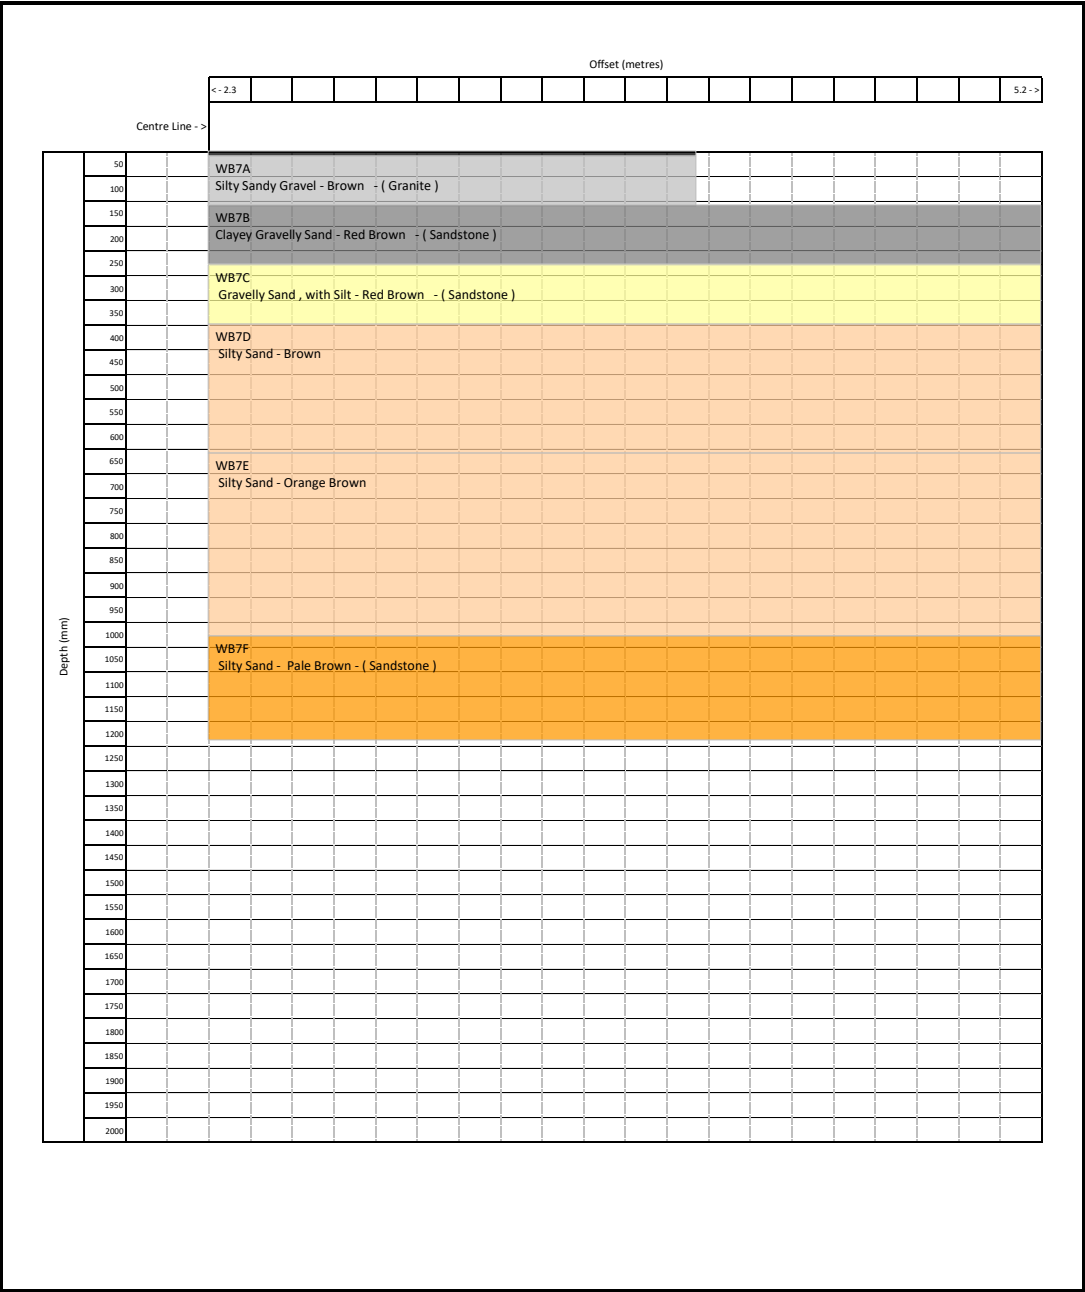 Offset (metres)
< - 2.3
5.2 - >
Centre Line - >
Depth (mm)
50
100
150
200
250
300
350
400
450
500
550
600
650
700
750
800
850
900
950
1000
1050
1100
1150
1200
1250
1300
1350
1400
1450
1500
1550
1600
1650
1700
1750
1800
1850
1900
1950
2000
WB7A
Silty Sandy Gravel - Brown - ( Granite )
WB7B
Clayey Gravelly Sand - Red Brown - ( Sandstone )
WB7C
Gravelly Sand , with Silt - Red Brown - ( Sandstone )
WB7D
Silty Sand - Brown
WB7E
Silty Sand - Orange Brown
WB7F
Silty Sand - Pale Brown - ( Sandstone )